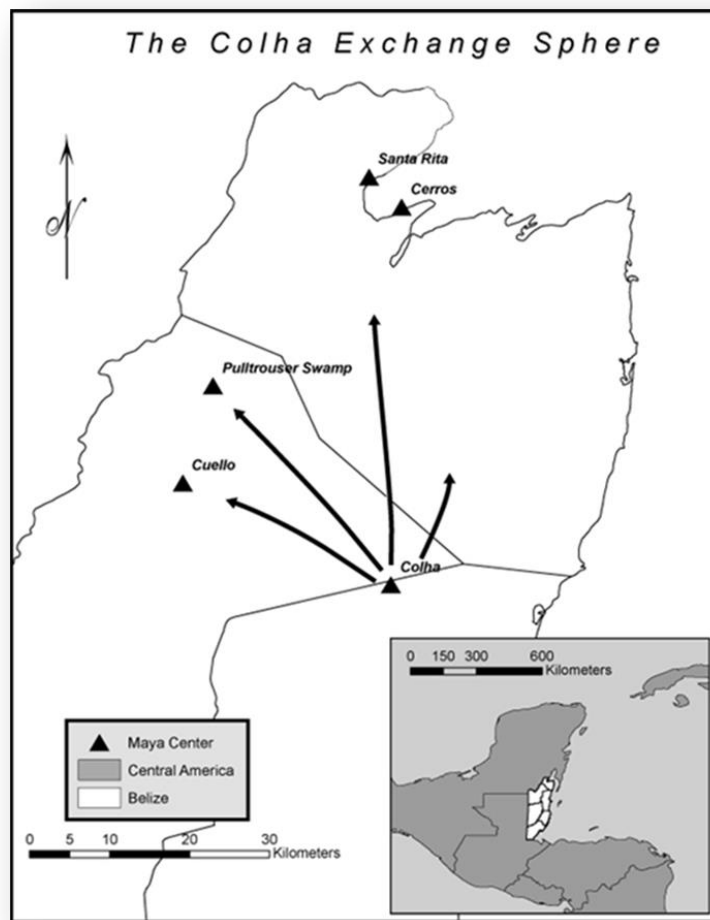 The Colha Exchange Sphere
N
Santa Rita
Cerros
Pulltrouser Swamp
Cuello
Colha
0 150 300 600
Kilometers
Maya Center
Central America
Belize
0 5 10 20 30
Kilometers